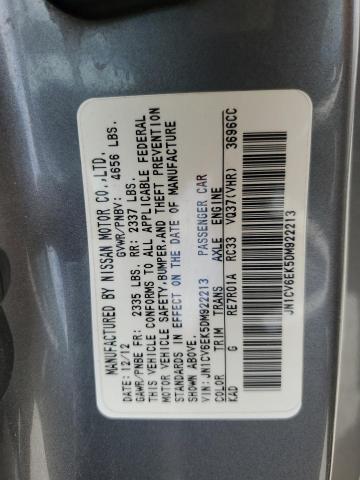 MANUFACTURED BY NISSAN MOTOR CO.,LTD.
DATE: 12/12 GVWR/PNBV: 4656 LBS.
GAWR/PNBE FR: 2335 LBS. RR: 2337 LBS.
THIS VEHICLE CONFORMS TO ALL APPLICABLE FEDERAL
MOTOR VEHICLE SAFETY,BUMPER,AND THEFT PREVENTION
STANDARDS IN EFFECT ON THE DATE OF MANUFACTURE
SHOWN ABOVE.
VIN: JN1CV6EK5DM922213 PASSENGER CAR
COLOR TRIM TRANS AXLE ENGINE
KAD G RE7R01A RC33 VQ37(VHR) 3696CC
JN1CV6EK5DM922213